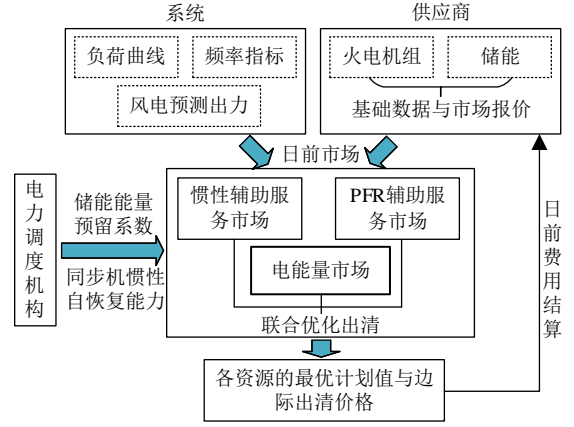 系统
供应商
负荷曲线
频率指标
风电预测出力
火电机组
储能
基础数据与市场报价
日前市场
电力调度机构
储能能量
预留系数
同步机惯性
自恢复能力
惯性辅助服
务市场
PFR辅助服
务市场
电能量市场
联合优化出清
日前费用结算
各资源的最优计划值与边
际出清价格